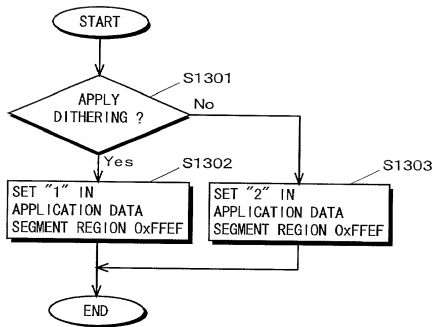 START
S1301
APPLY
DITHERING ?
No
Yes
S1302
S1303
SET "1" IN
APPLICATION DATA
SEGMENT REGION 0xFFEF
SET "2" IN
APPLICATION DATA
SEGMENT REGION 0xFFEF
END